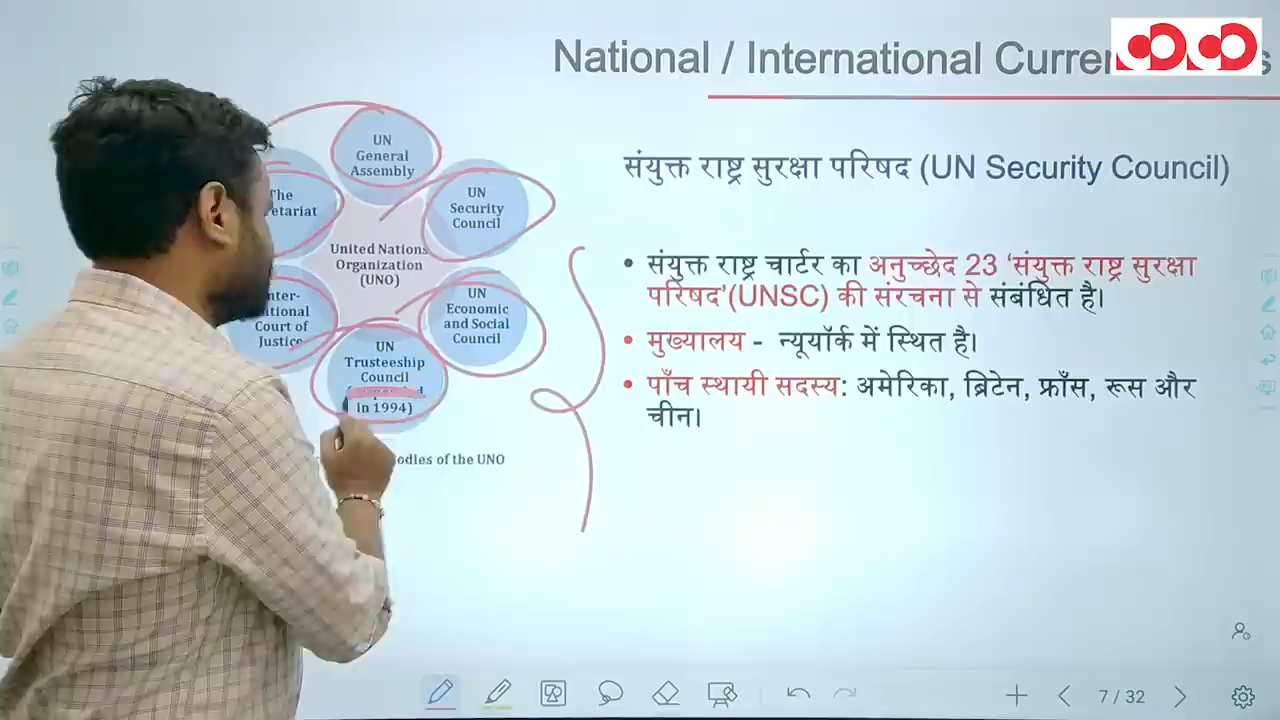 National / International
संयुक्त राष्ट्र सुरक्षा परिषद (UN Security Council)
UN
General
Assembly
The
UN
Security
Council
United Nations
Organization
(UNO)
UN
Economic
and Social
Council
Court of
Justice
UN
Trusteeship
Council
in 1994)
of the UNO
• संयुक्त राष्ट्र चार्टर का अनुच्छेद 23 ‘संयुक्त राष्ट्र सुरक्षा
परिषद’(UNSC) की संरचना से संबंधित है।
• मुख्यालय - न्यूयॉर्क में स्थित है।
• पाँच स्थायी सदस्य: अमेरिका, ब्रिटेन, फ्राँस, रूस और
चीन।
7 / 32